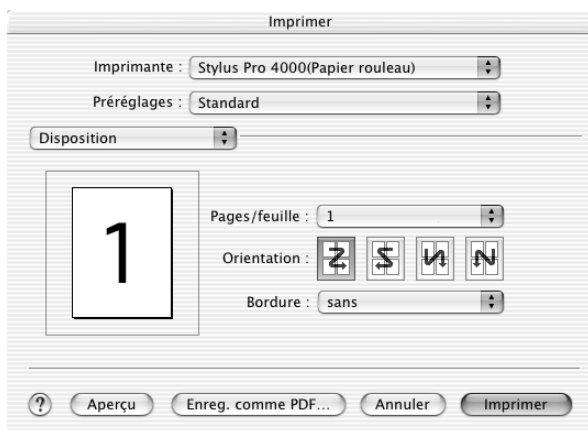 Imprimer
Imprimante : Stylus Pro 4000(Papier rouleau)
Préréglages : Standard
Disposition
1
Pages/feuille : 1
Orientation :
Bordure : sans
? Aperçu Enreg. comme PDF... Annuler Imprimer